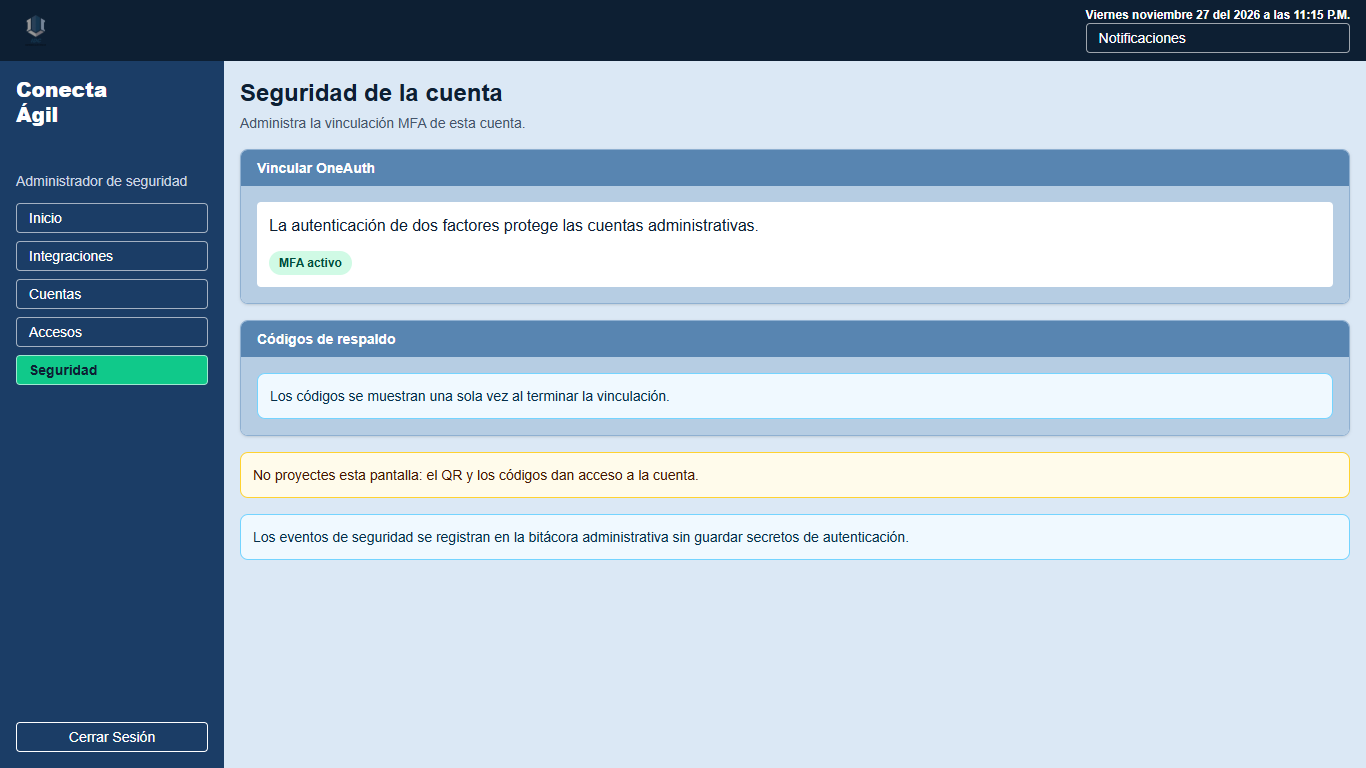 Viernes noviembre 27 del 2026 a las 11:15 P.M.
Notificaciones
Conecta
Ágil
Administrador de seguridad
Inicio
Integraciones
Cuentas
Accesos
Seguridad
Cerrar Sesión
Seguridad de la cuenta
Administra la vinculación MFA de esta cuenta.
Vincular OneAuth
La autenticación de dos factores protege las cuentas administrativas.
MFA activo
Códigos de respaldo
Los códigos se muestran una sola vez al terminar la vinculación.
No proyectes esta pantalla: el QR y los códigos dan acceso a la cuenta.
Los eventos de seguridad se registran en la bitácora administrativa sin guardar secretos de autenticación.